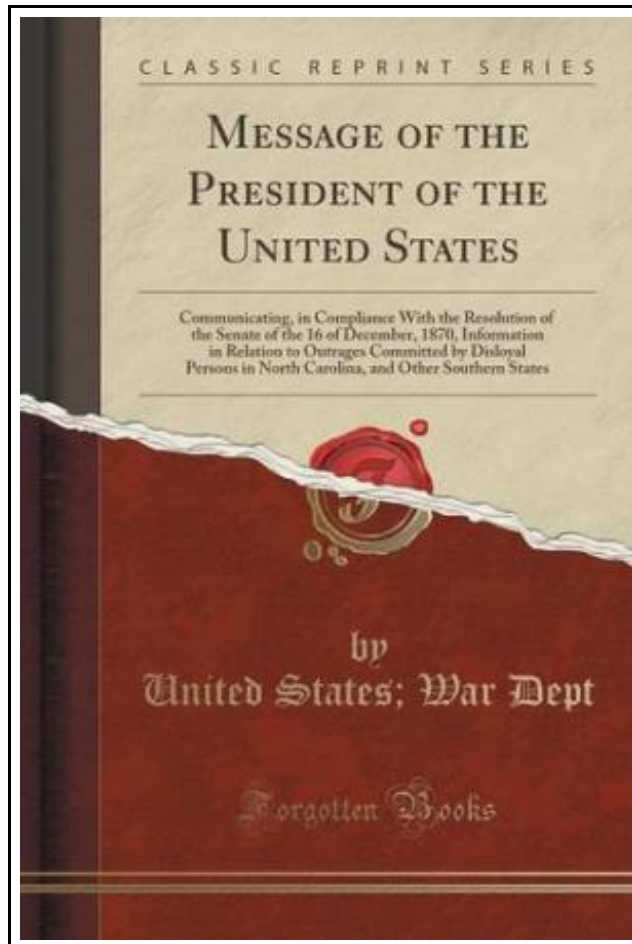 CLASSIC REPRINT SERIES
MESSAGE OF THE
PRESIDENT OF THE
UNITED STATES
Communicating, in Compliance With the Resolution of
the Senate of the 16 of December, 1870, Information
in Relation to Outrages Committed by Disloyal
Persons in North Carolina, and Other Southern States
F
by
United States; War Dept
Forgotten Books